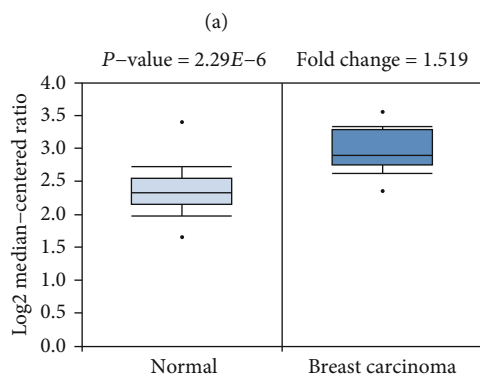 (a)
P–value = 2.29E–6
Fold change = 1.519
Log2 median–centered ratio
4.0
3.5
3.0
2.5
2.0
1.5
1.0
0.5
0.0
Normal
Breast carcinoma